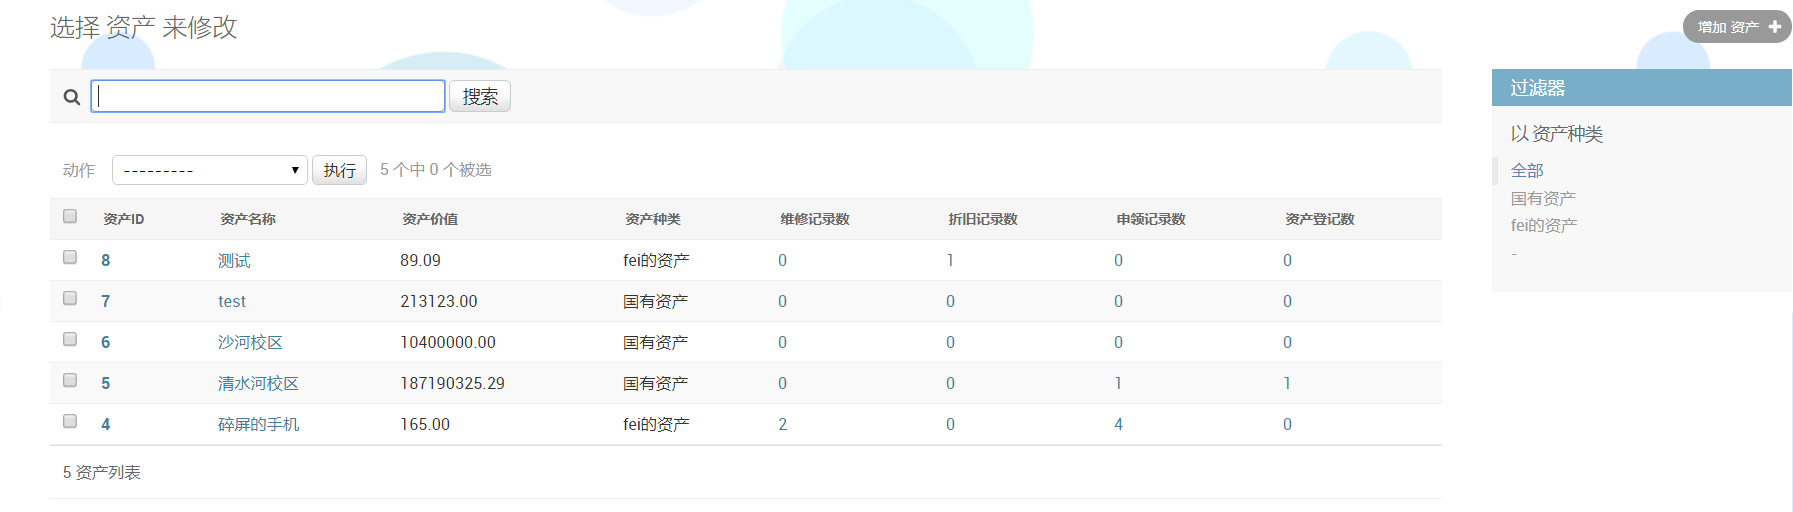 选择 资产 来修改
增加 资产
搜索
动作 --------- 执行 5 个中 0 个被选
资产ID 资产名称 资产价值 资产种类 维修记录数 折旧记录数 申领记录数 资产登记数
8 测试 89.09 fei的资产 0 1 0 0
7 test 213123.00 国有资产 0 0 0 0
6 沙河校区 10400000.00 国有资产 0 0 0 0
5 清水河校区 187190325.29 国有资产 0 0 1 1
4 碎屏的手机 165.00 fei的资产 2 0 4 0
5 资产列表
过滤器
以 资产种类
全部
国有资产
fei的资产
-